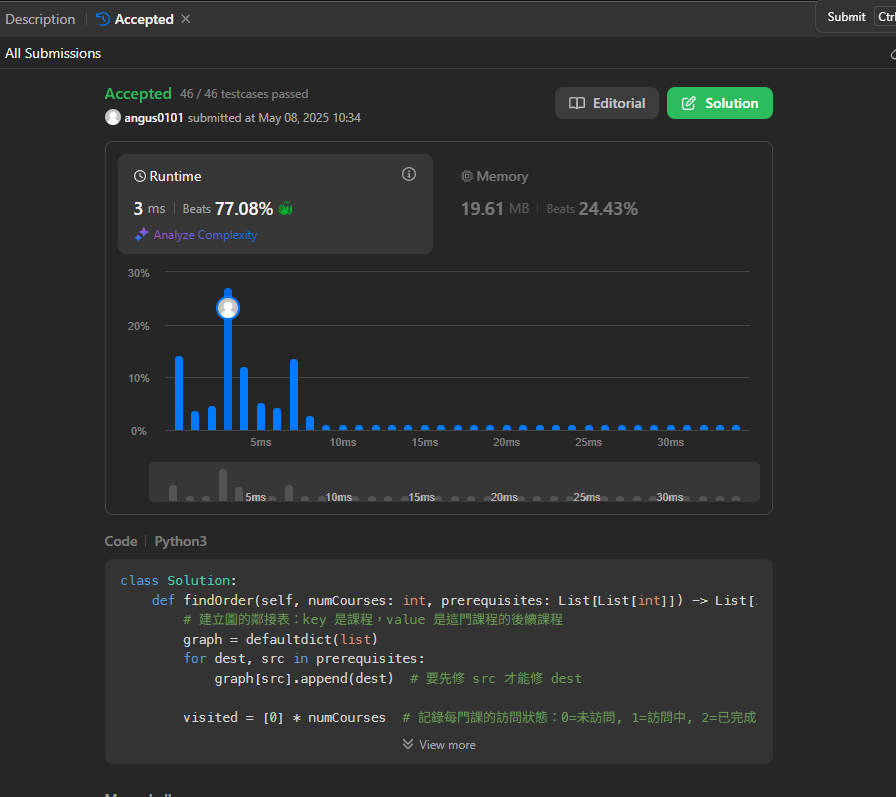 Description Accepted Submit Ctrl
All Submissions
Accepted 46 / 46 testcases passed
angus0101 submitted at May 08, 2025 10:34
Editorial Solution
Runtime
3 ms Beats 77.08%
Analyze Complexity
Memory
19.61 MB Beats 24.43%
30%
20%
10%
0%
5ms 10ms 15ms 20ms 25ms 30ms
5ms 10ms 15ms 20ms 25ms 30ms
Code Python3
class Solution:
def findOrder(self, numCourses: int, prerequisites: List[List[int]]) -> List[
# 建立圖的鄰接表：key 是課程，value 是這門課程的後續課程
graph = defaultdict(list)
for dest, src in prerequisites:
graph[src].append(dest) # 要先修 src 才能修 dest
visited = [0] * numCourses # 記錄每門課的訪問狀態：0=未訪問, 1=訪問中, 2=已完成
View more